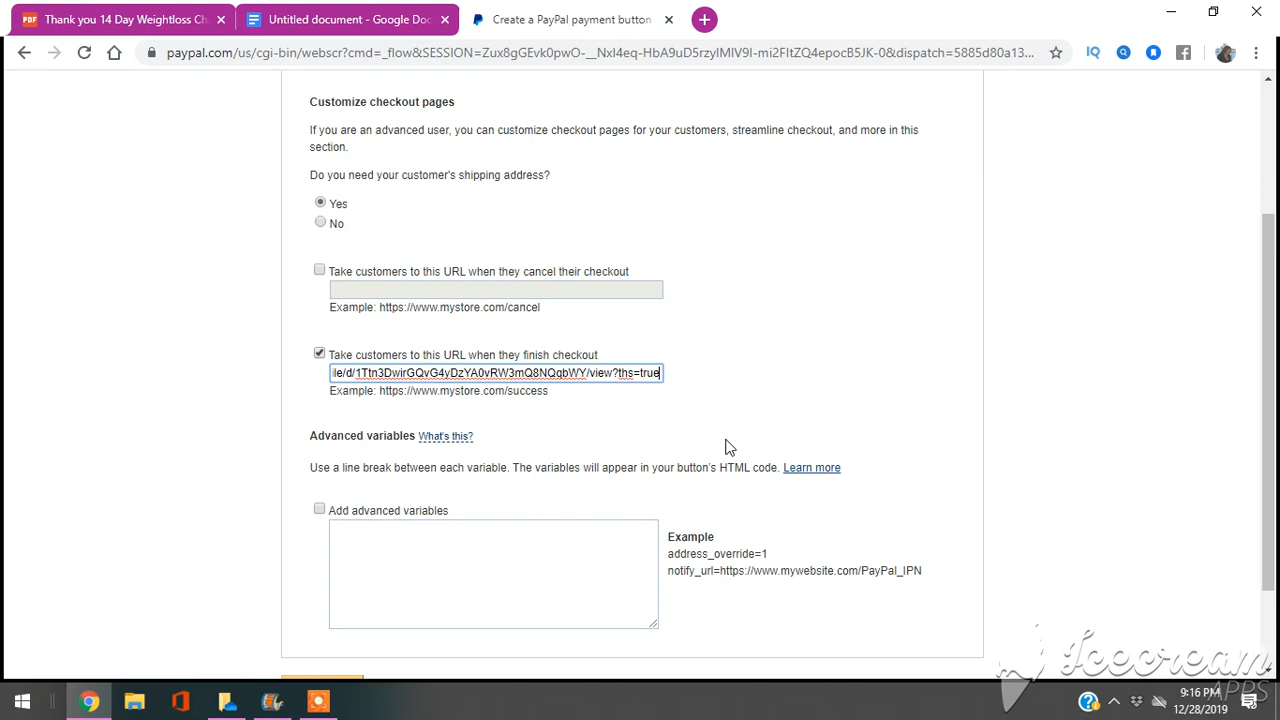 PDF Thank you 14 Day Weightloss Ch
Untitled document - Google Doc
Create a PayPal payment button
paypal.com/us/cgi-bin/webscr?cmd=_flow&SESSION=Zux8gGEvk0pwO-__NxI4eq-HbA9uD5rzyIMlV9I-mi2FItZQ4epocB5JK-0&dispatch=5885d80a13...
Customize checkout pages
If you are an advanced user, you can customize checkout pages for your customers, streamline checkout, and more in this
section.
Do you need your customer's shipping address?
Yes
No
Take customers to this URL when they cancel their checkout
Example: https://www.mystore.com/cancel
Take customers to this URL when they finish checkout
le/d/1Ttn3DwirGQvG4yDzYA0vRW3mQ8NQgbWY/view?ths=true
Example: https://www.mystore.com/success
Advanced variables What's this?
Use a line break between each variable. The variables will appear in your button's HTML code. Learn more
Add advanced variables
Example
address_override=1
notify_url=https://www.mywebsite.com/PayPal_IPN
Icecream
APPS
9:16 PM
12/28/2019